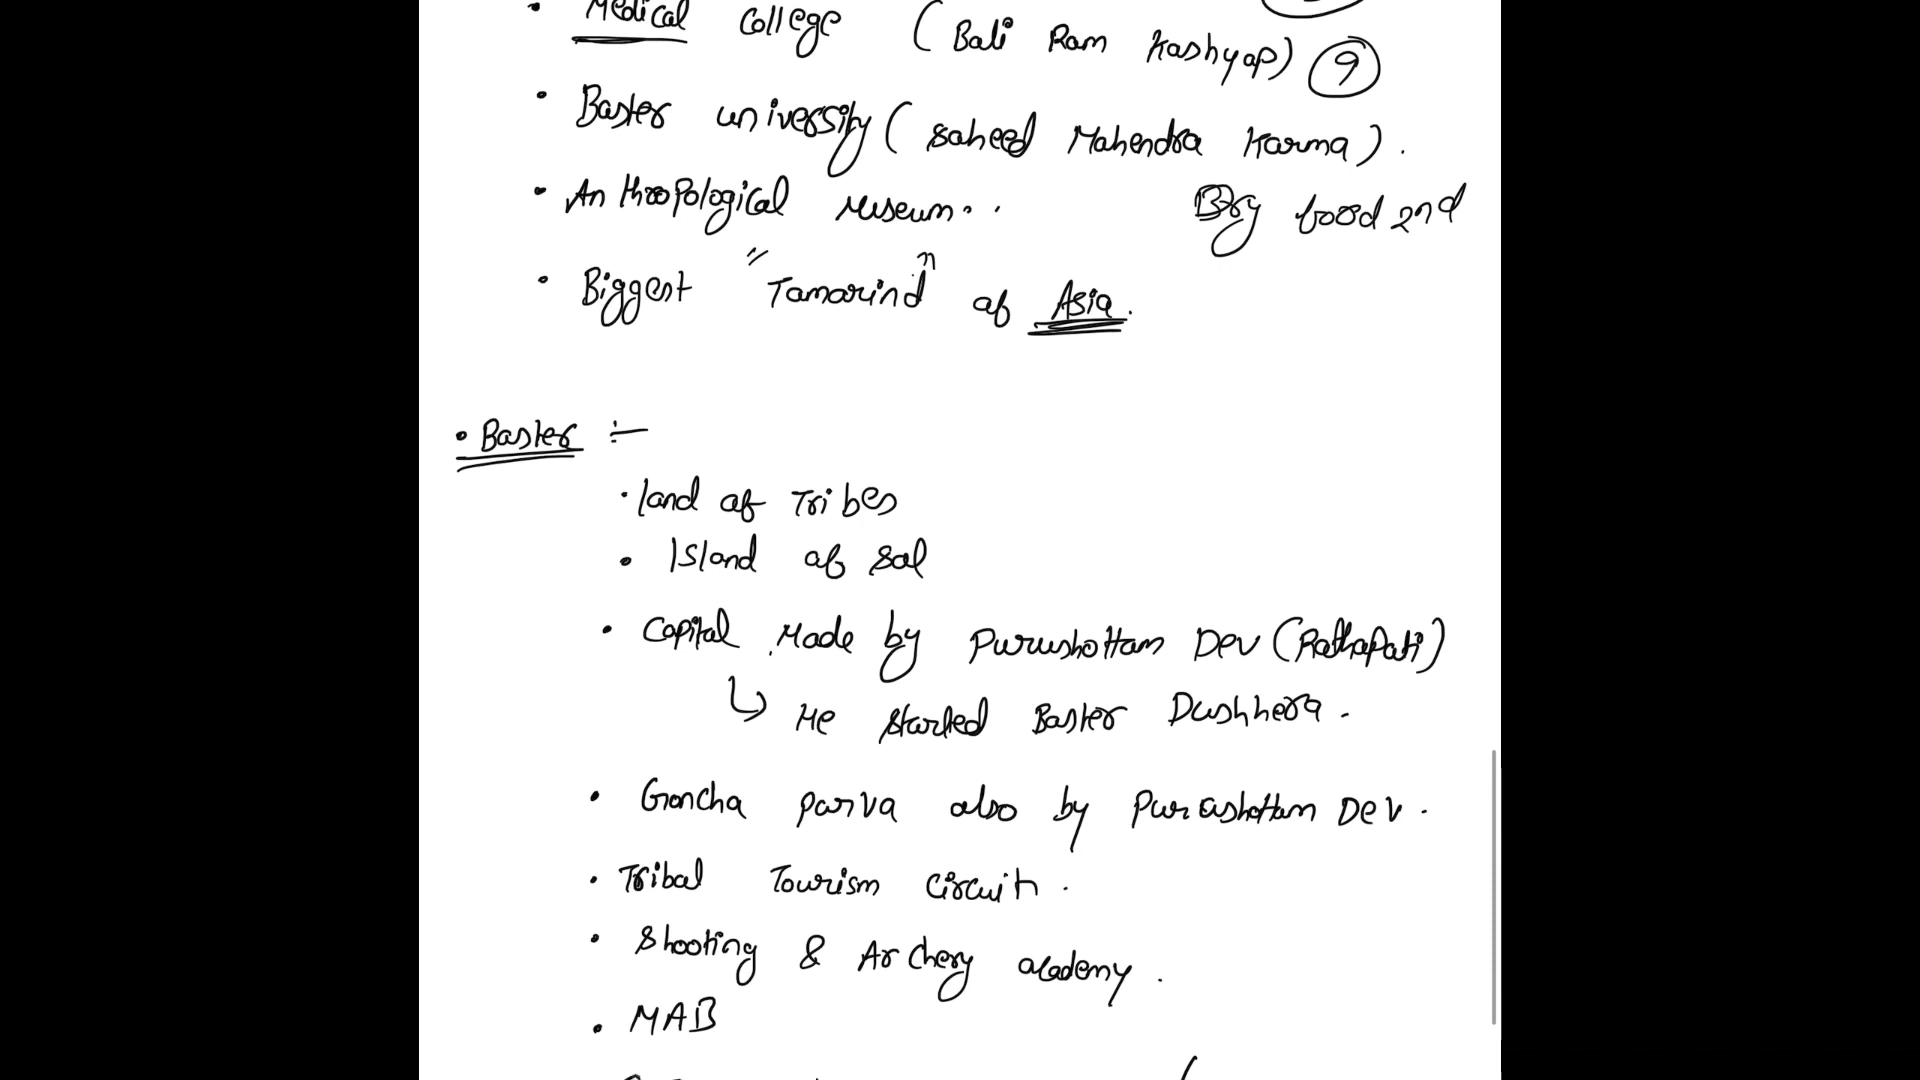 • Medical College (Bali Ram Kashyap) 9
• Baster university (Saheed Mahendra Karma).
• Anthropological Museum..
food 2nd
• Biggest "Tamarind" of Asia.
• Baster :-
• land of Tribes
• Island of Sal
• Capital Made by Purushottam Dev (RathaPati)
↳ He started Baster Dushhera.
• Goncha parva also by Purushottam Dev.
• Tribal Tourism Circuit.
• Shooting & Archery academy.
• MAB